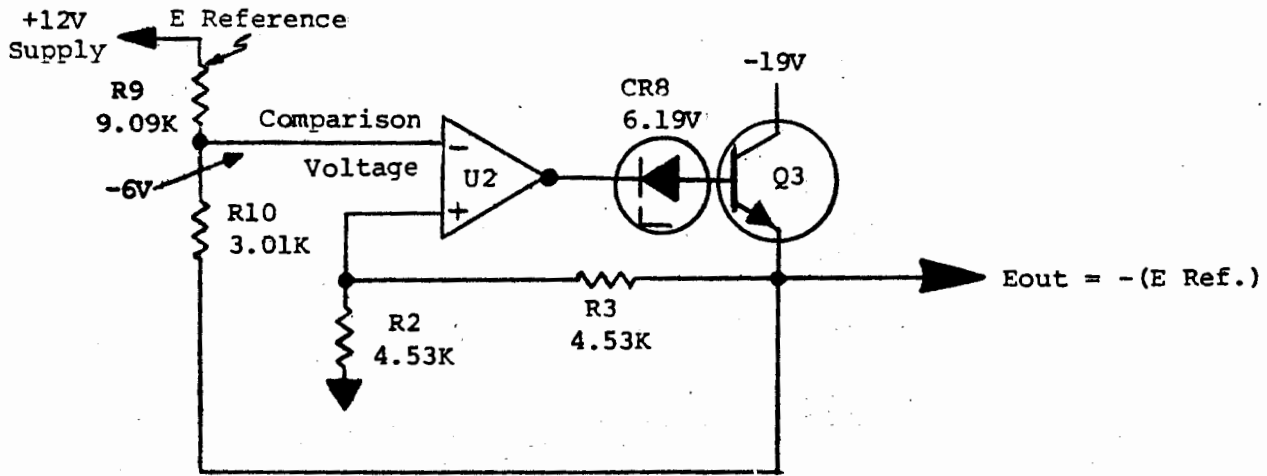 +12V
Supply
E Reference
R9
9.09K
Comparison
Voltage
-6V
R10
3.01K
-
+
U2
CR8
6.19V
-19V
Q3
R2
4.53K
R3
4.53K
Eout = -(E Ref.)